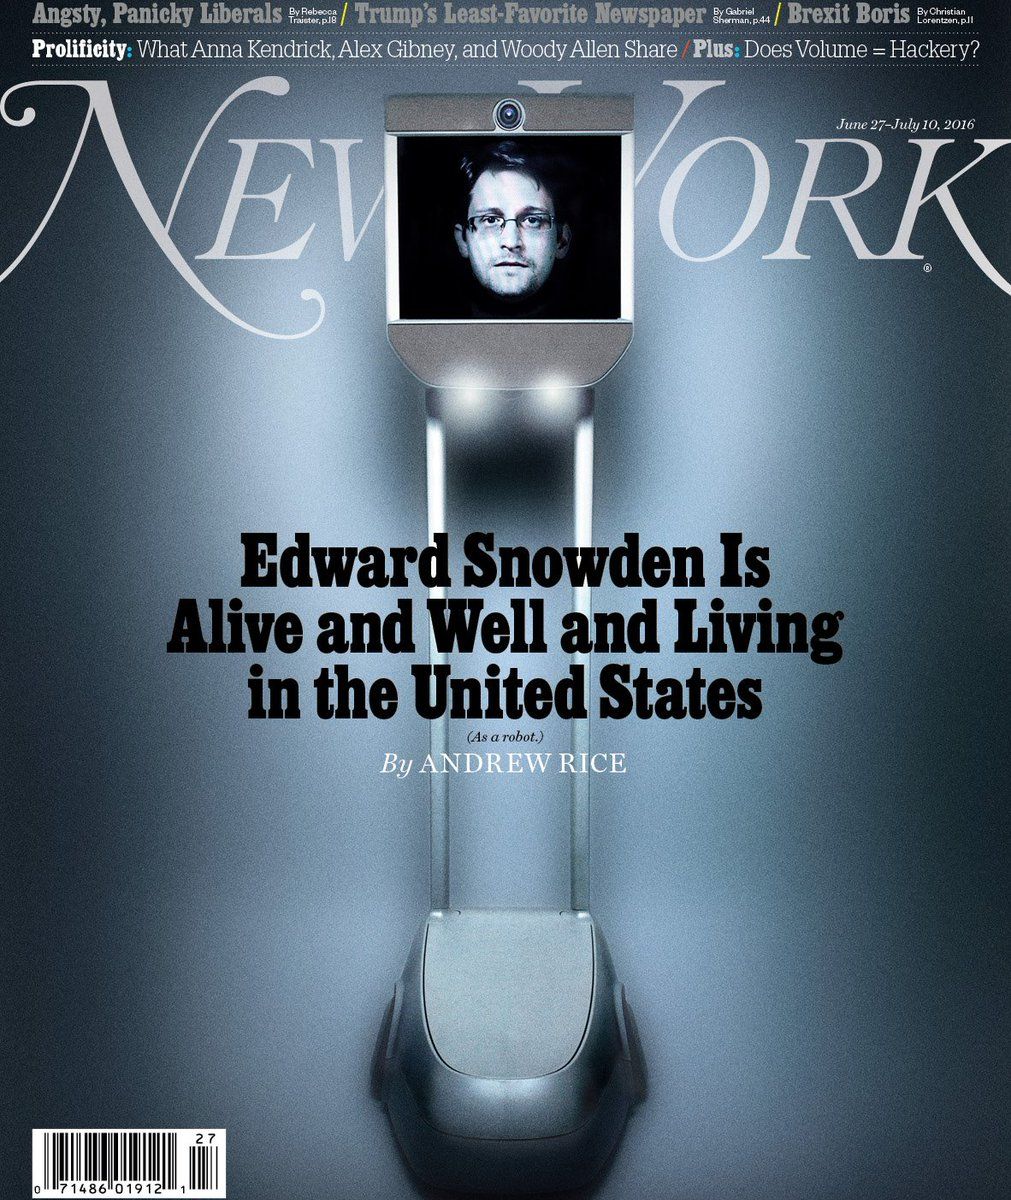 Angsty, Panicky Liberals By Rebecca Traister, p.18 / Trump's Least-Favorite Newspaper By Gabriel Sherman, p.44 / Brexit Boris By Christian Lorentzen, p.11
Prolificity: What Anna Kendrick, Alex Gibney, and Woody Allen Share / Plus: Does Volume = Hackery?
NEW YORK
®
June 27–July 10, 2016
Edward Snowden Is
Alive and Well and Living
in the United States
(As a robot.)
By ANDREW RICE
27
0 71486 01912 1